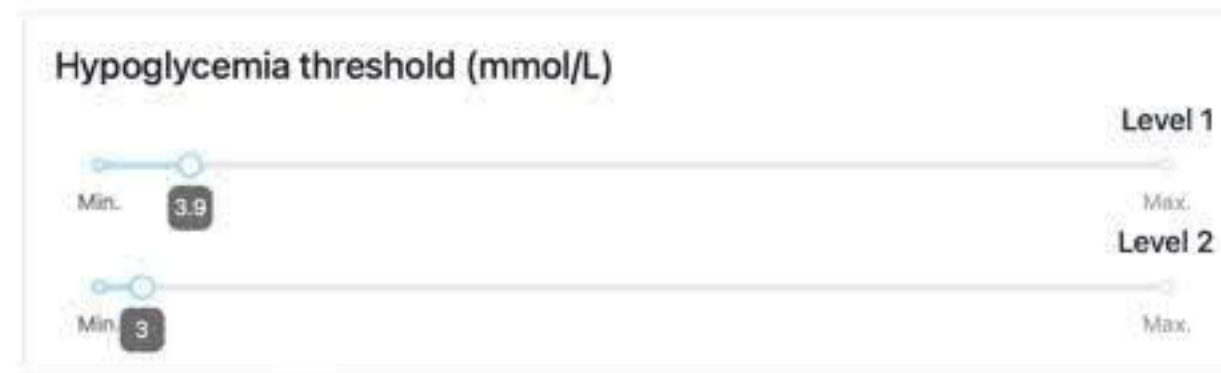 Hypoglycemia threshold (mmol/L)
Level 1
Min. 3.9 Max.
Level 2
Min. 3 Max.